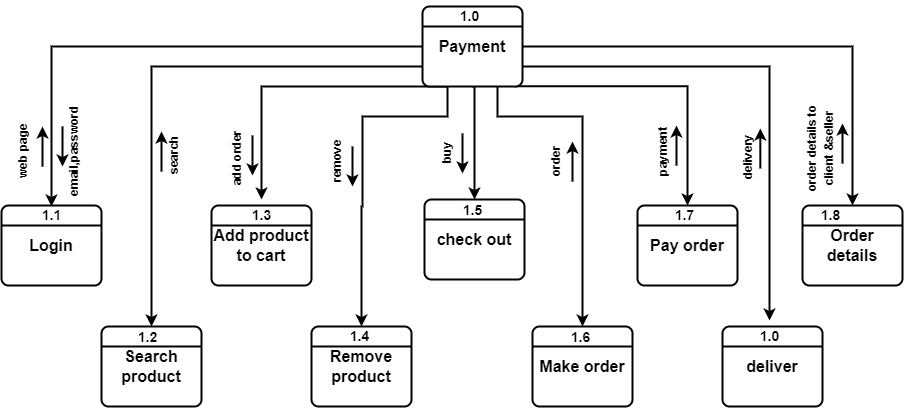 1.0
Payment
web page
email,password
search
add order
remove
buy
order
payment
delivery
order details to
client &seller
1.1
Login
1.3
Add product
to cart
1.5
check out
1.7
Pay order
1.8
Order
details
1.2
Search
product
1.4
Remove
product
1.6
Make order
1.0
deliver